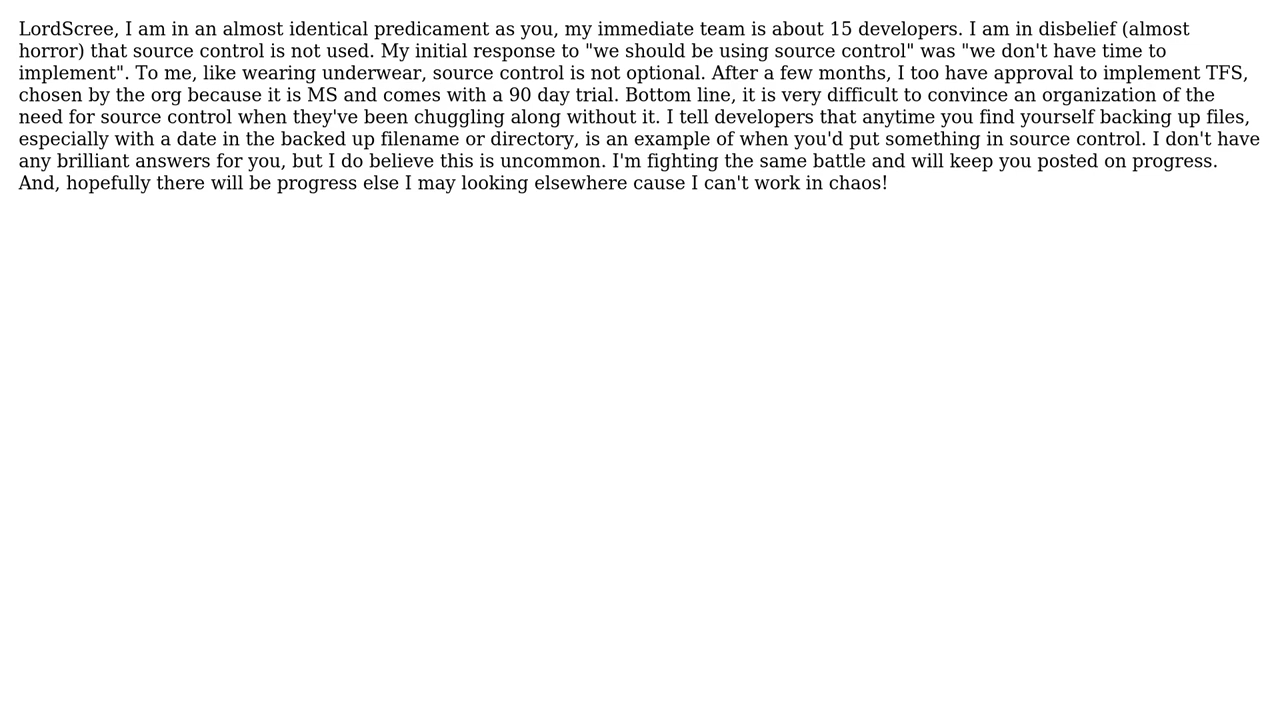 LordScree, I am in an almost identical predicament as you, my immediate team is about 15 developers. I am in disbelief (almost
horror) that source control is not used. My initial response to "we should be using source control" was "we don't have time to
implement". To me, like wearing underwear, source control is not optional. After a few months, I too have approval to implement TFS,
chosen by the org because it is MS and comes with a 90 day trial. Bottom line, it is very difficult to convince an organization of the
need for source control when they've been chuggling along without it. I tell developers that anytime you find yourself backing up files,
especially with a date in the backed up filename or directory, is an example of when you'd put something in source control. I don't have
any brilliant answers for you, but I do believe this is uncommon. I'm fighting the same battle and will keep you posted on progress.
And, hopefully there will be progress else I may looking elsewhere cause I can't work in chaos!